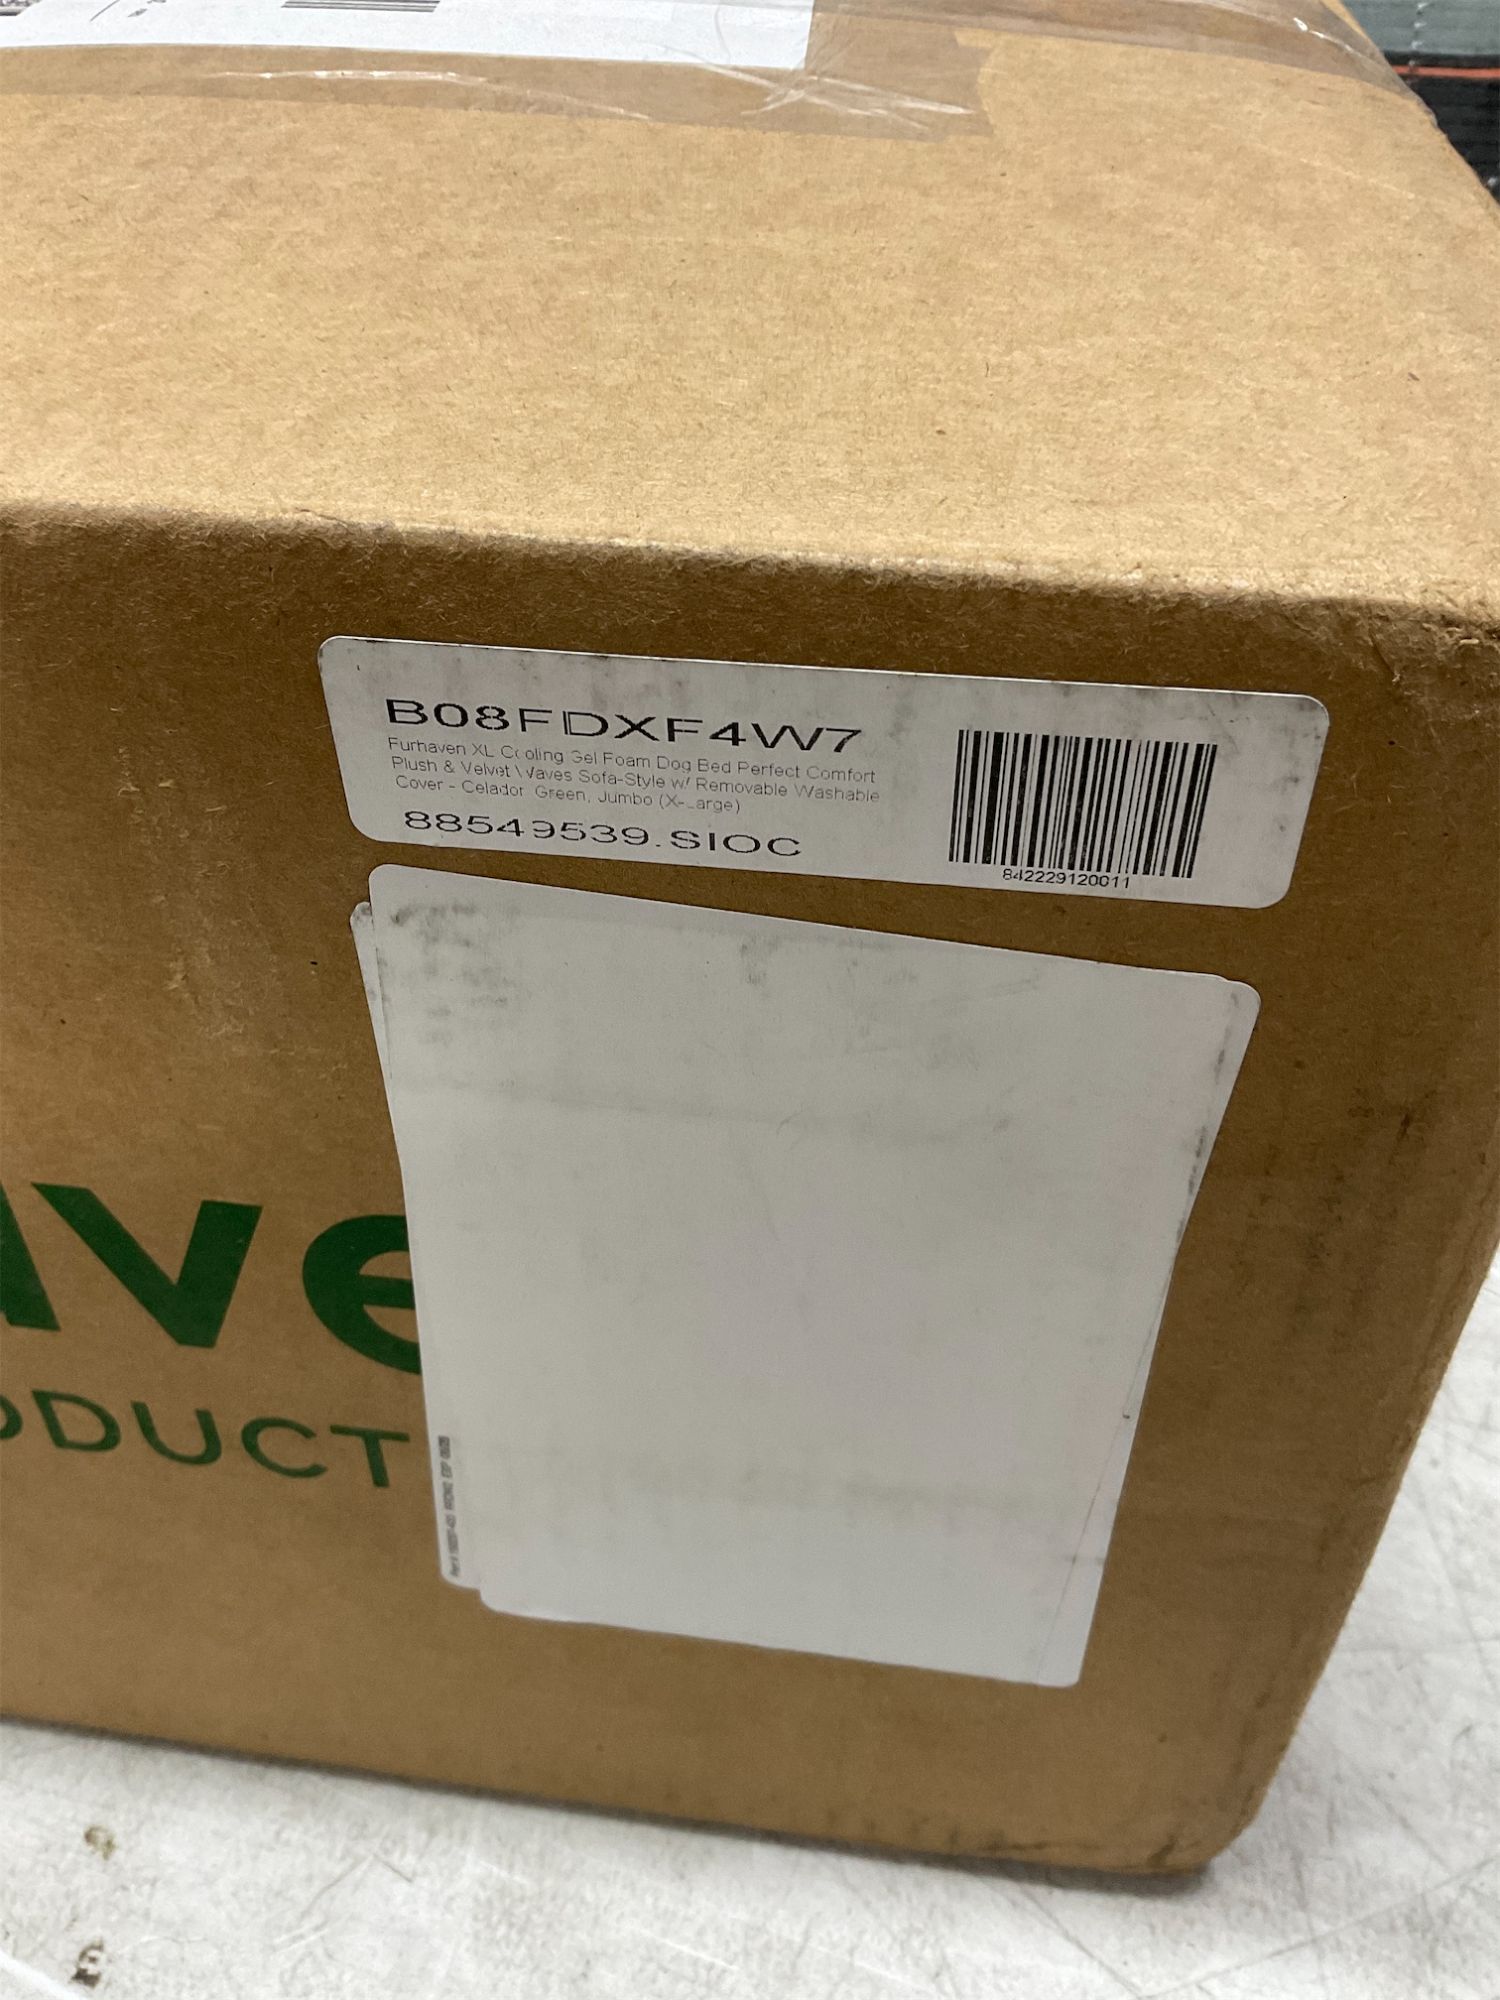 B08FDXF4W7
Furhaven XL Cooling Gel Foam Dog Bed Perfect Comfort
Plush & Velvet Waves Sofa-Style w/ Removable Washable
Cover - Celadon Green, Jumbo (X-Large)
88549539.SIOC
842229120011
ave
ODUCT